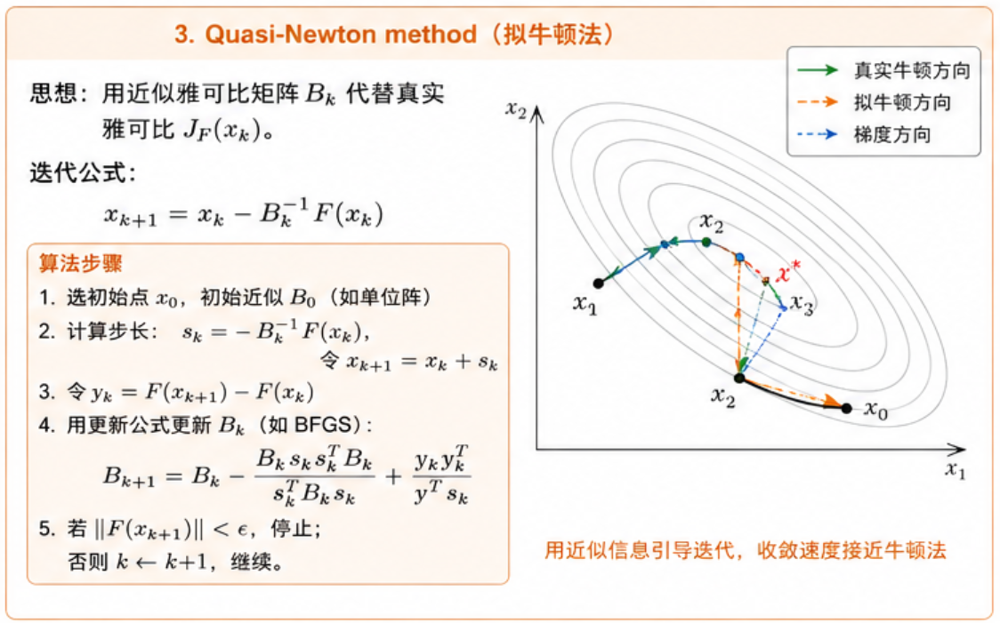 3. Quasi-Newton method（拟牛顿法）
思想：用近似雅可比矩阵 B_k 代替真实
雅可比 J_F(x_k)。
迭代公式：
x_{k+1} = x_k − B_k^{-1} F(x_k)
算法步骤
1. 选初始点 x_0，初始近似 B_0（如单位阵）
2. 计算步长： s_k = − B_k^{-1} F(x_k),
令 x_{k+1} = x_k + s_k
3. 令 y_k = F(x_{k+1}) − F(x_k)
4. 用更新公式更新 B_k（如 BFGS）:
B_{k+1} = B_k − \frac{B_k s_k s_k^T B_k}{s_k^T B_k s_k} + \frac{y_k y_k^T}{y^T s_k}
5. 若 ||F(x_{k+1})|| < ϵ，停止；
否则 k ← k+1，继续。
真实牛顿方向
拟牛顿方向
梯度方向
x_2
x_2
x*
x_1
x_3
x_2
x_0
x_1
用近似信息引导迭代，收敛速度接近牛顿法